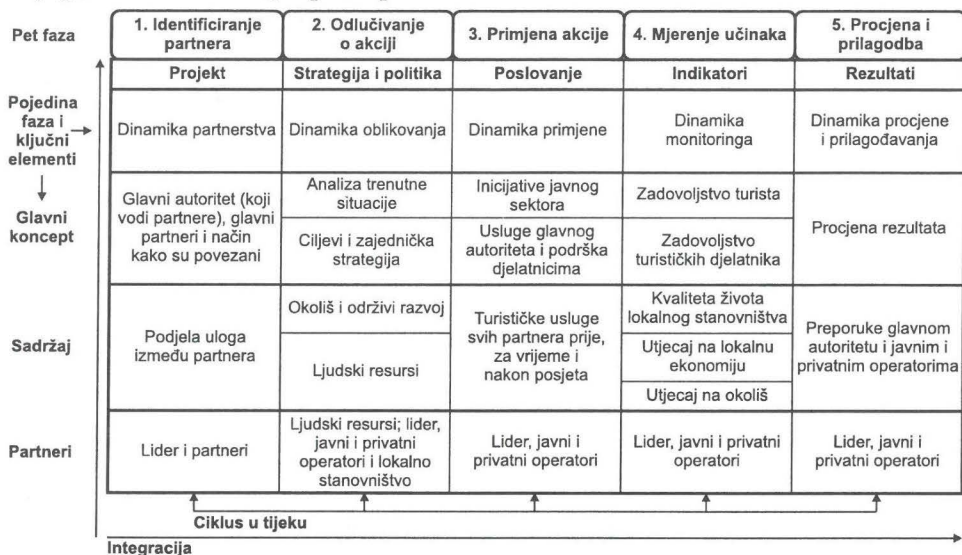 Pet faza
1. Identificiranje
partnera
2. Odlučivanje
o akciji
3. Primjena akcije
4. Mjerenje učinaka
5. Procjena i
prilagodba
Projekt
Strategija i politika
Poslovanje
Indikatori
Rezultati
Pojedina
faza i
ključni
elementi
Dinamika partnerstva
Dinamika oblikovanja
Dinamika primjene
Dinamika
monitoringa
Dinamika procjene
i prilagođavanja
Glavni
koncept
Glavni autoritet (koji
vodi partnere), glavni
partneri i način
kako su povezani
Analiza trenutne
situacije
Ciljevi i zajednička
strategija
Inicijative javnog
sektora
Usluge glavnog
autoriteta i podrška
djelatnicima
Zadovoljstvo turista
Zadovoljstvo
turističkih djelatnika
Procjena rezultata
Sadržaj
Podjela uloga
između partnera
Okoliš i održivi razvoj
Ljudski resursi
Turističke usluge
svih partnera prije,
za vrijeme i
nakon posjeta
Kvaliteta života
lokalnog stanovništva
Utjecaj na lokalnu
ekonomiju
Utjecaj na okoliš
Preporuke glavnom
autoritetu i javnim i
privatnim operatorima
Partneri
Lider i partneri
Ljudski resursi; lider,
javni i privatni
operatori i lokalno
stanovništvo
Lider, javni i
privatni operatori
Lider, javni i privatni
operatori
Lider, javni i
privatni operatori
Ciklus u tijeku
Integracija